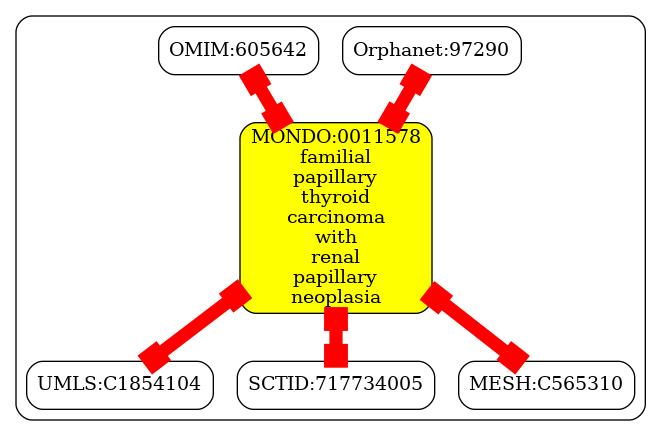 OMIM:605642
Orphanet:97290
MONDO:0011578
familial
papillary
thyroid
carcinoma
with
renal
papillary
neoplasia
UMLS:C1854104
SCTID:717734005
MESH:C565310